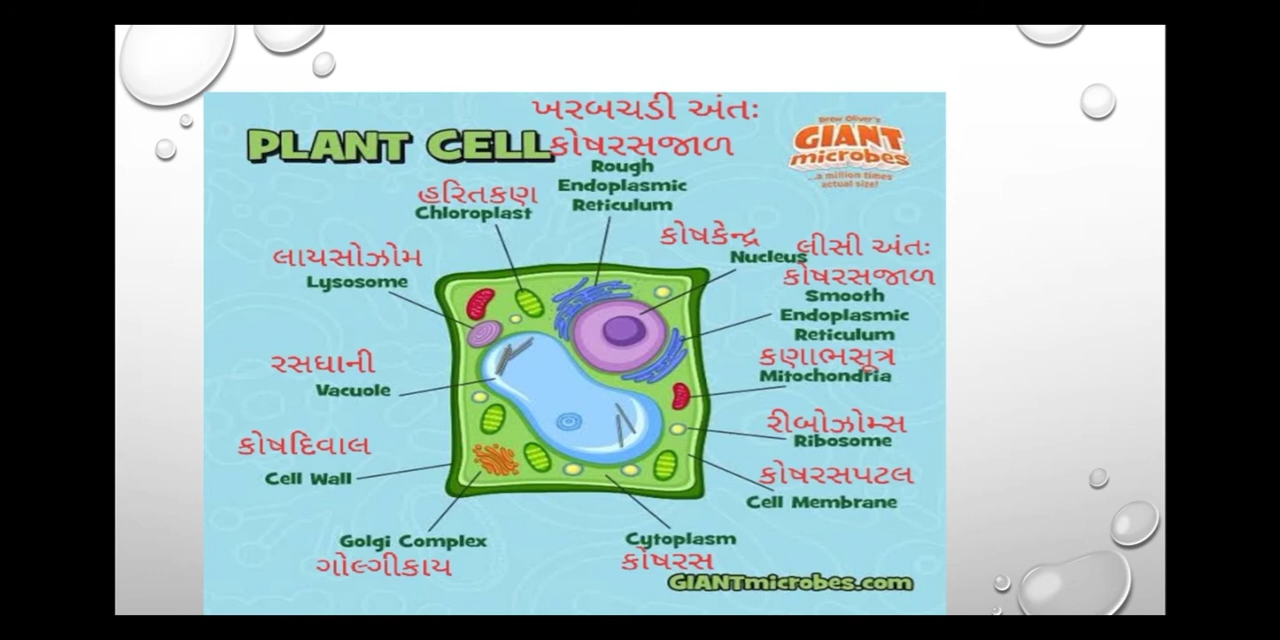 ખરબચડી અંતઃ
PLANT CELL કોષરસજાળ
Drew Oliver's
GIANT
microbes
...a million times
actual size!
Rough
Endoplasmic
Reticulum
હરિતકણ
Chloroplast
કોષકેન્દ્ર
Nucleus
લીસી અંતઃ
કોષરસજાળ
Smooth
Endoplasmic
Reticulum
લાયસોઝોમ
Lysosome
કણાભસૂત્ર
Mitochondria
રસધાની
Vacuole
રીબોઝોમ્સ
Ribosome
કોષદિવાલ
Cell Wall
કોષરસપટલ
Cell Membrane
Golgi Complex
ગોલ્ગીકાય
Cytoplasm
કોષરસ
GIANTmicrobes.com